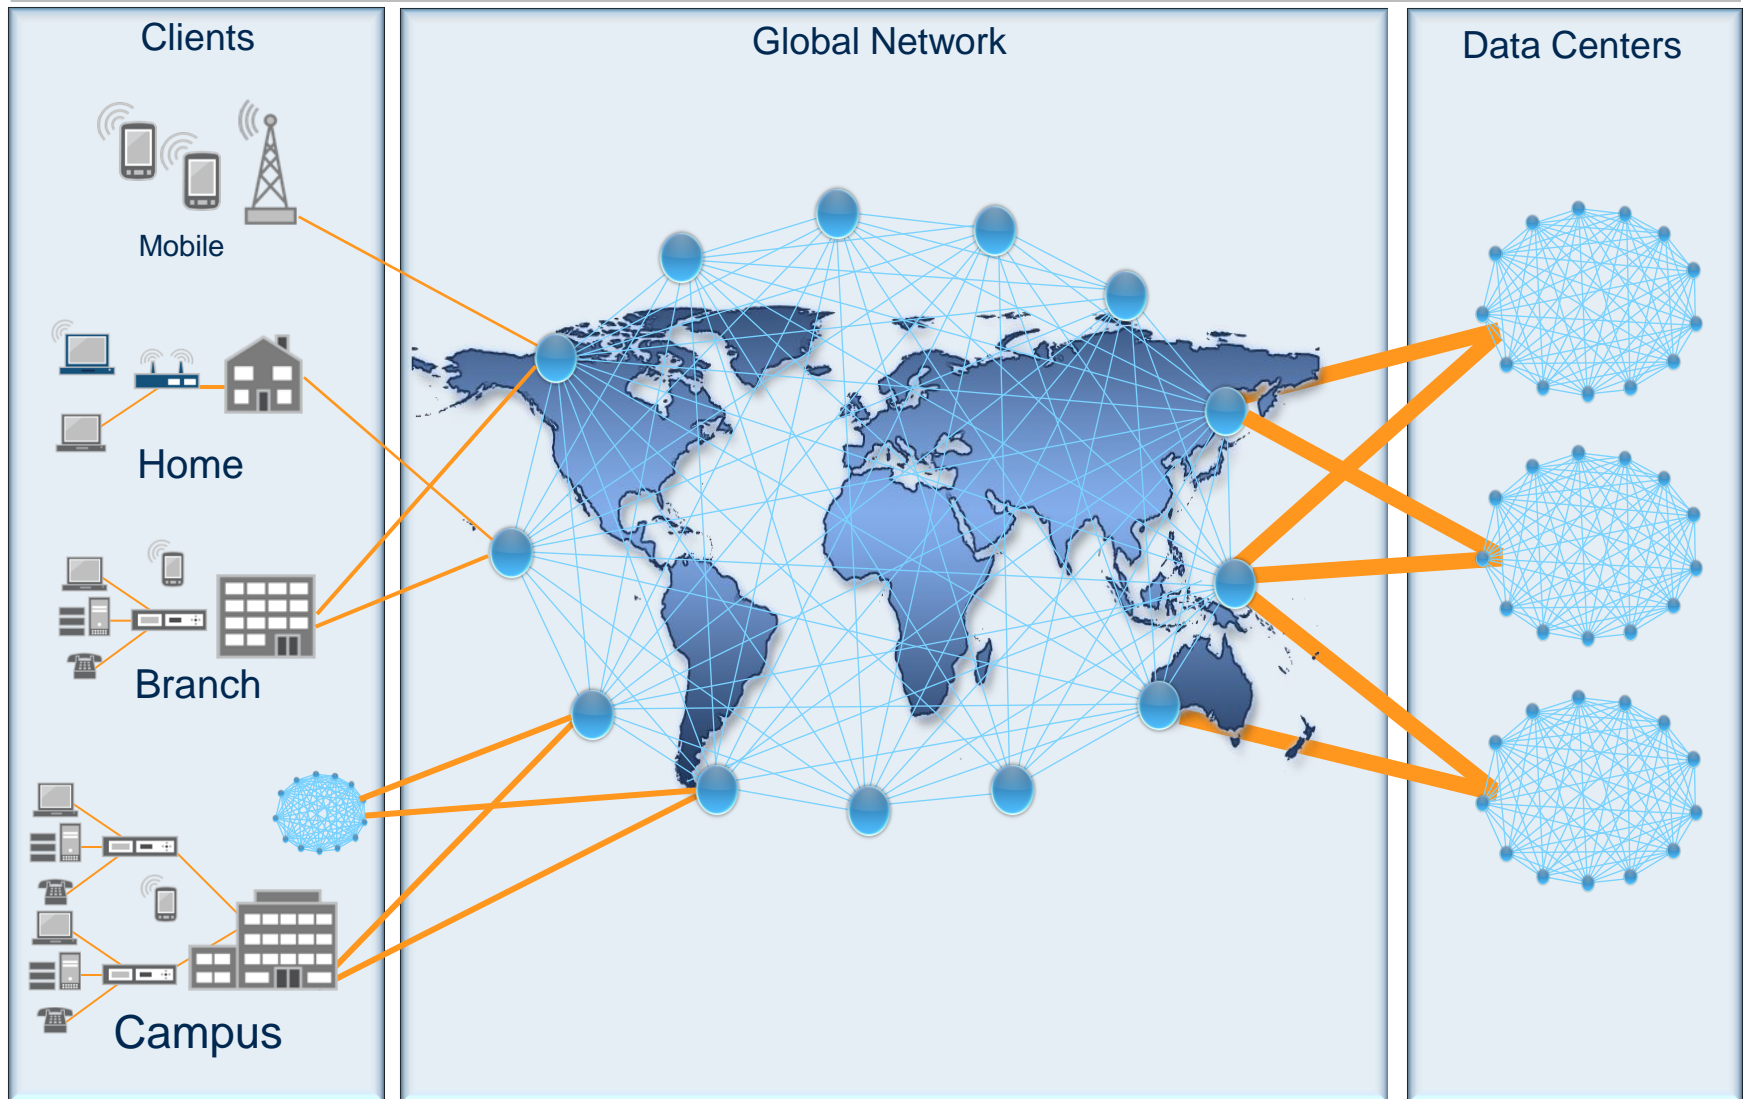 Clients
Global Network
Data Centers
Mobile
Home
Branch
Campus